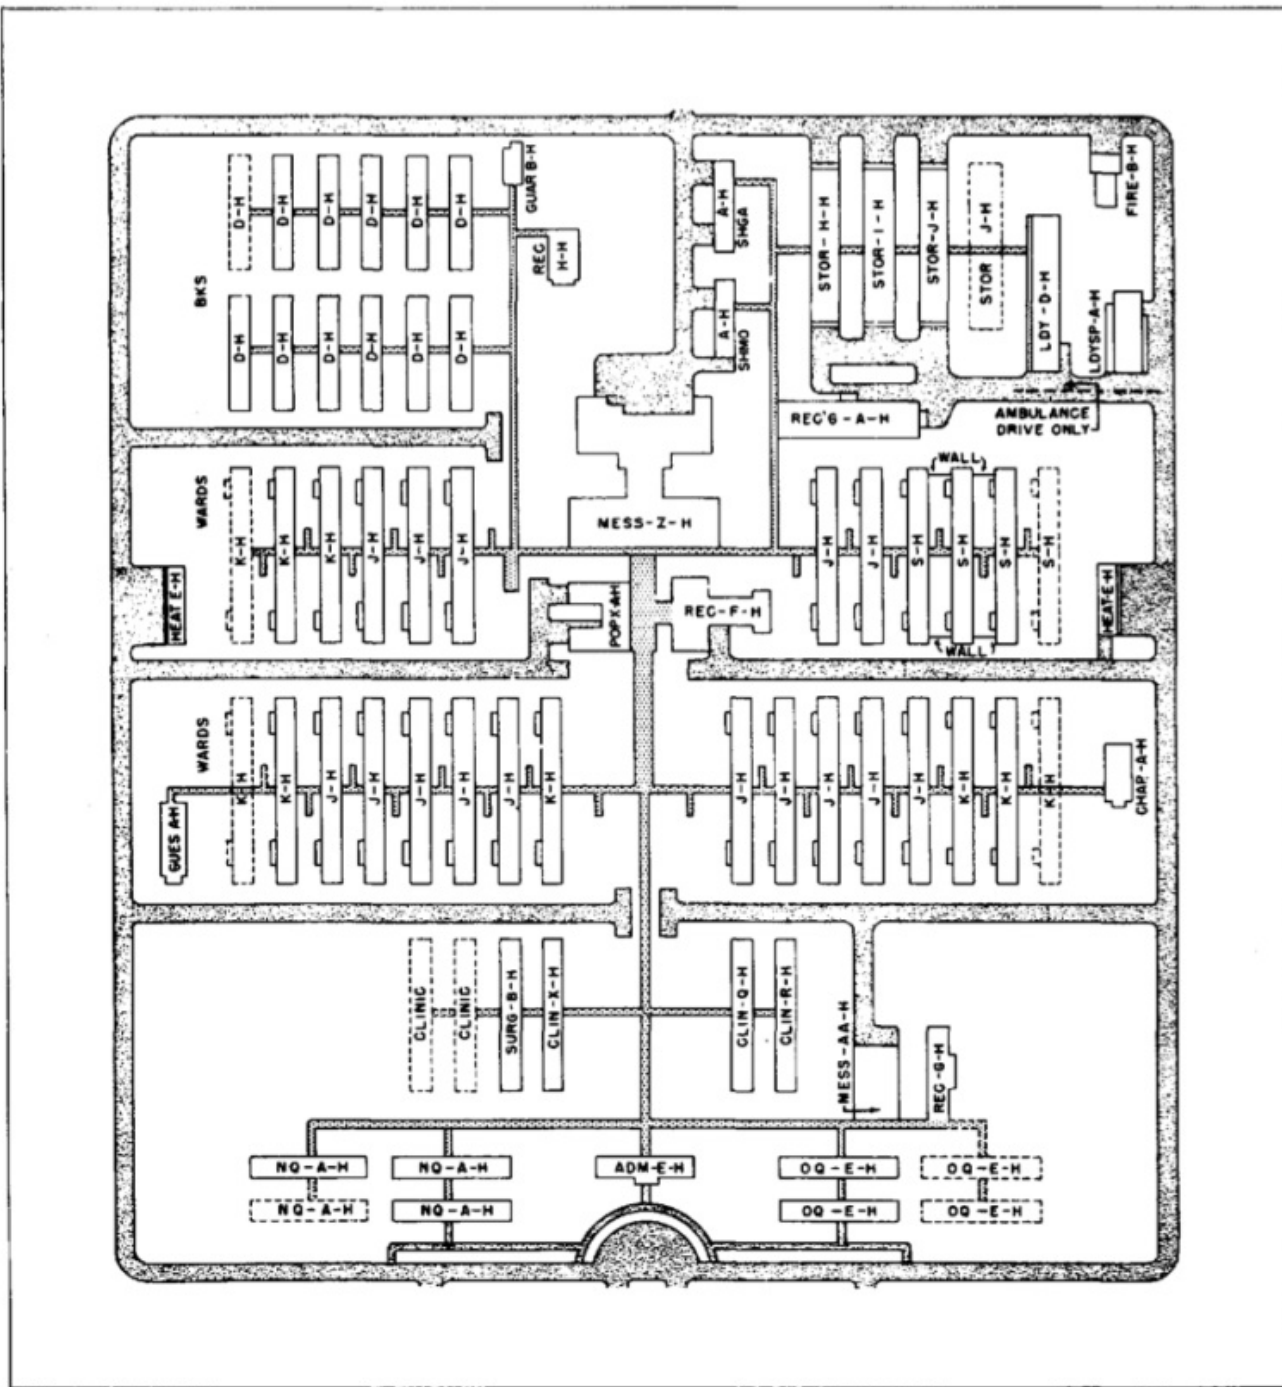 D-H
D-H
D-H
D-H
D-H
D-H
GUAR B-H
REC
H-H
BKS
D-H
D-H
D-H
D-H
D-H
D-H
A-H
SHGA
A-H
SHMO
STOR-H-H
STOR-I-H
STOR-J-H
STOR J-H
LDY-D-H
FIRE-B-H
LDYSP-A-H
REC'G-A-H
AMBULANCE
DRIVE ONLY
WARDS
K-H
K-H
K-H
J-H
J-H
J-H
MESS-Z-H
WALL
J-H
J-H
S-H
S-H
S-H
S-H
WALL
HEAT E-H
POPX-AH
REC-F-H
HEAT-E-H
WARDS
K-H
K-H
J-H
J-H
J-H
J-H
J-H
K-H
J-H
J-H
J-H
J-H
J-H
K-H
K-H
K-H
GUES A-H
CHAP-A-H
CLINIC
CLINIC
SURG-B-H
CLIN-X-H
CLIN-Q-H
CLIN-R-H
MESS-AA-H
REC-G-H
NQ-A-H
NQ-A-H
ADM-E-H
OQ-E-H
OQ-E-H
NQ-A-H
NQ-A-H
OQ-E-H
OQ-E-H